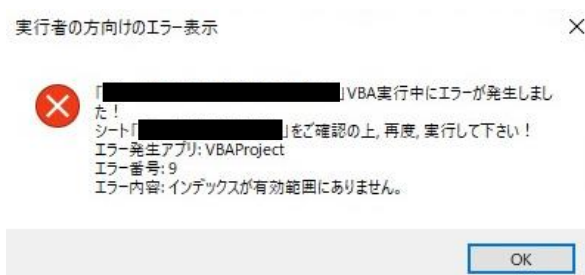 実行者の方向けのエラー表示
「」VBA実行中にエラーが発生しまし
た!
シート「」をご確認の上, 再度, 実行して下さい!
エラー発生アプリ: VBAProject
エラー番号: 9
エラー内容: インデックスが有効範囲にありません。
OK